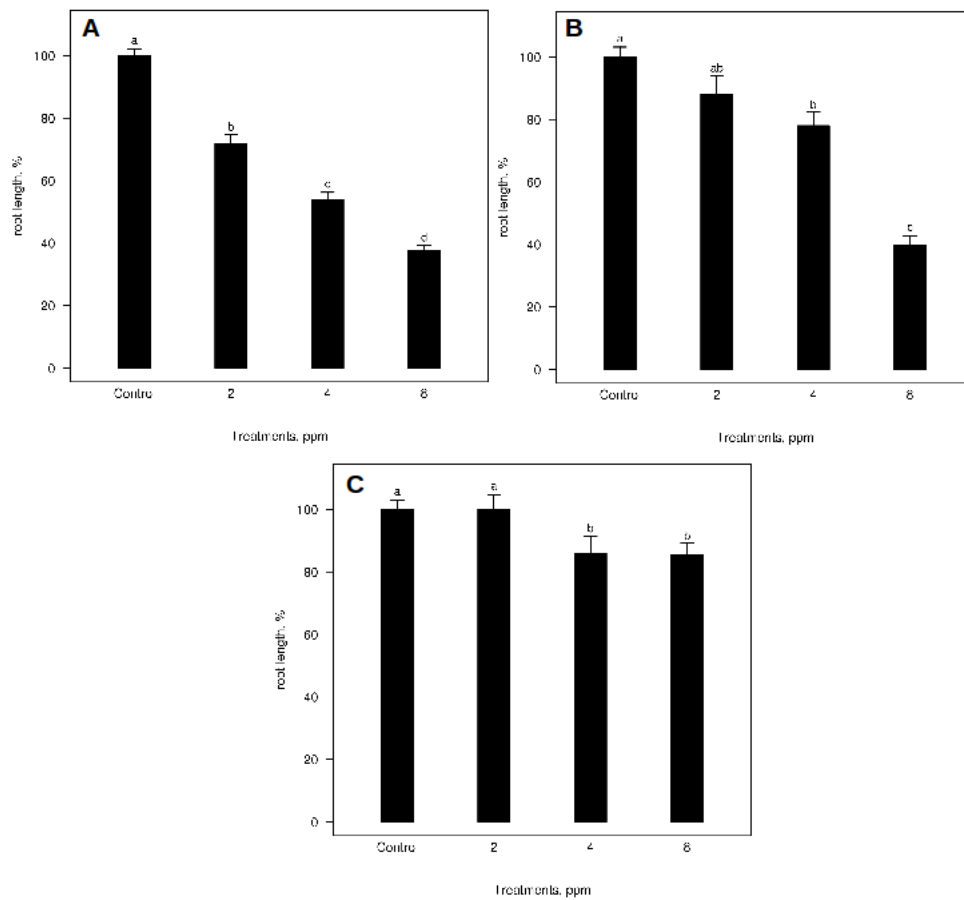 A
a
b
c
d
100
80
60
40
20
0
root length, %
Contro 2 4 8
Treatments, ppm
B
a
ab
b
c
100
80
60
40
20
0
root length, %
Contro 2 4 8
Treatments, ppm
C
a
a
b
b
100
80
60
40
20
0
root length, %
Contro 2 4 8
Treatments, ppm